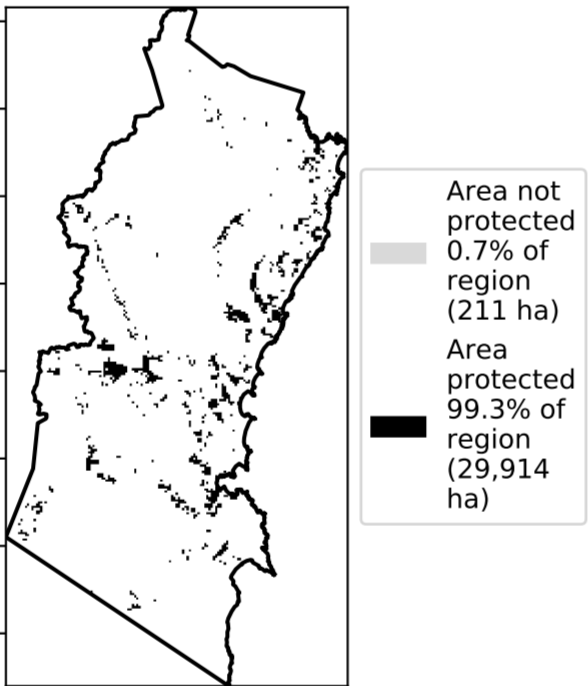 Area not
protected
0.7% of
region
(211 ha)
Area
protected
99.3% of
region
(29,914
ha)